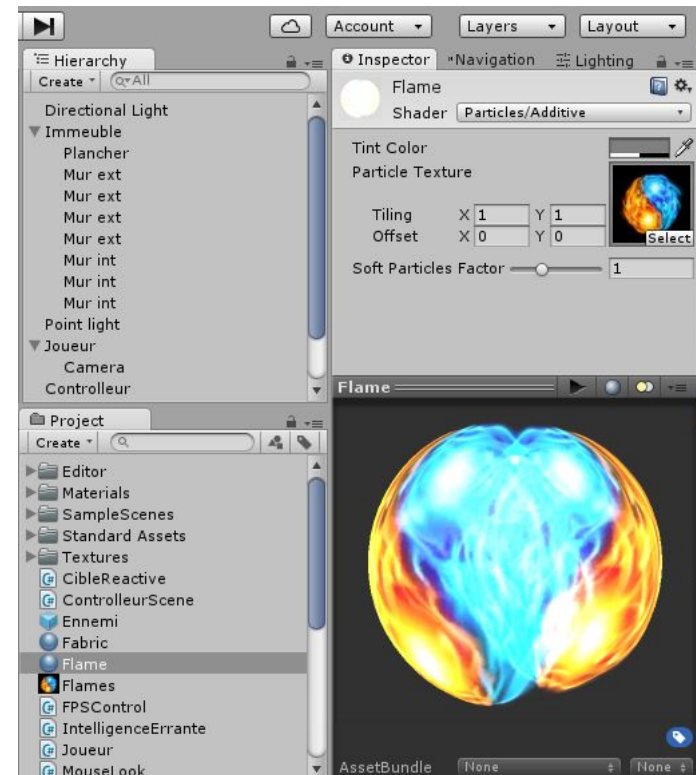 Account
Layers
Layout
Hierarchy
Create
All
Directional Light
Immeuble
Plancher
Mur ext
Mur ext
Mur ext
Mur ext
Mur int
Mur int
Mur int
Point light
Joueur
Camera
Controlleur
Project
Create
Editor
Materials
SampleScenes
Standard Assets
Textures
CibleReactive
ControlleurScene
Ennemi
Fabric
Flame
Flames
FPSControl
IntelligenceErrante
Joueur
MouseLook
Inspector
Navigation
Lighting
Flame
Shader Particles/Additive
Tint Color
Particle Texture
Tiling X 1 Y 1
Offset X 0 Y 0
Select
Soft Particles Factor 1
Flame
AssetBundle None None